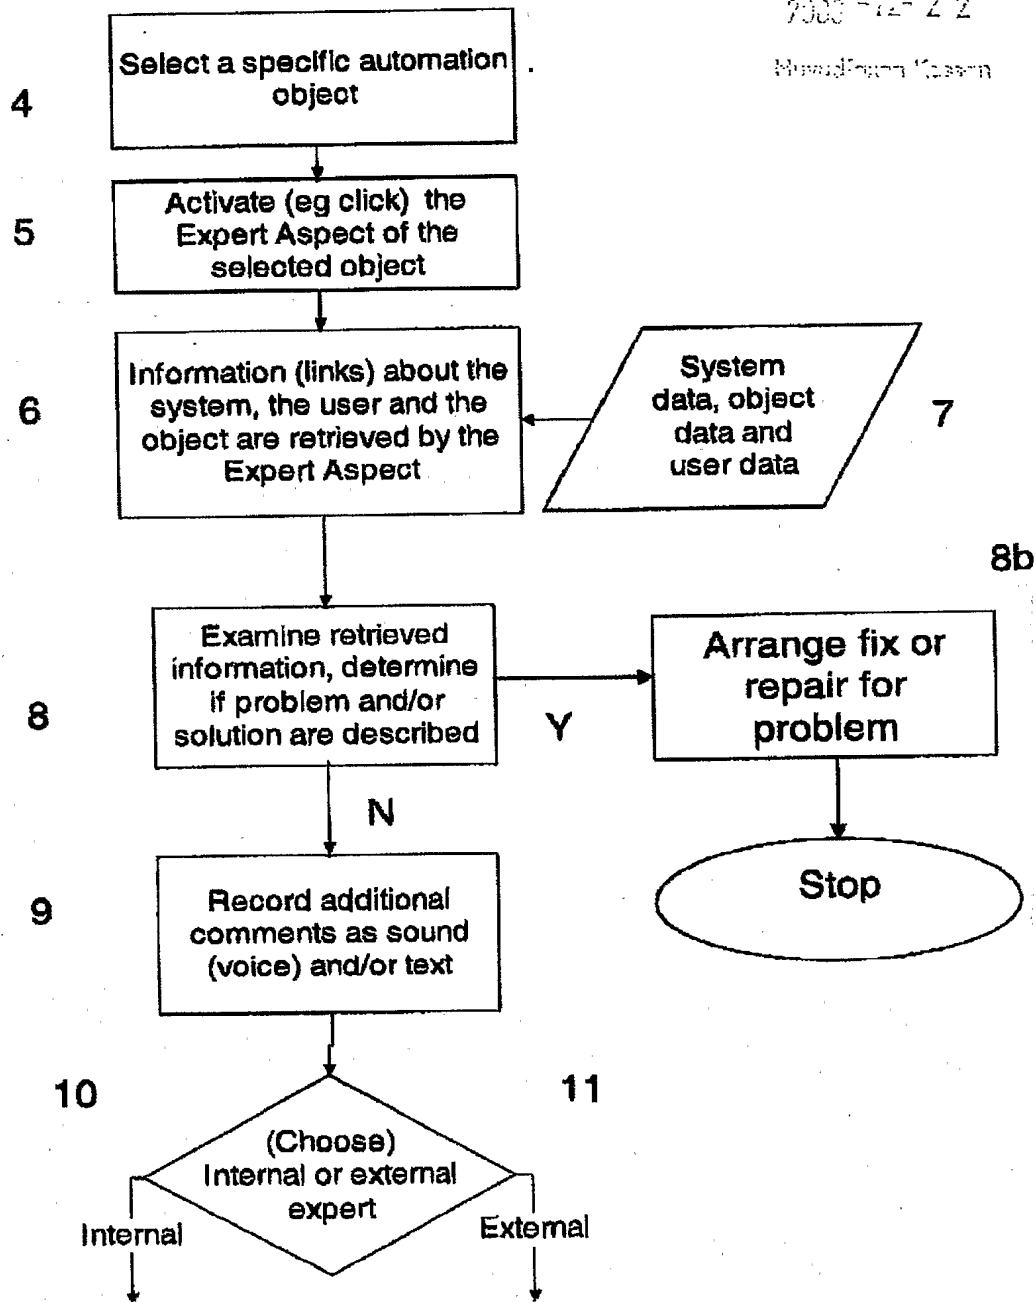 4
Select a specific automation
object
5
Activate (eg click) the
Expert Aspect of the
selected object
6
Information (links) about the
system, the user and the
object are retrieved by the
Expert Aspect
System
data, object
data and
user data
7
8
Examine retrieved
information, determine
if problem and/or
solution are described
Y
8b
Arrange fix or
repair for
problem
Stop
N
9
Record additional
comments as sound
(voice) and/or text
10
11
(Choose)
Internal or external
expert
Internal
External